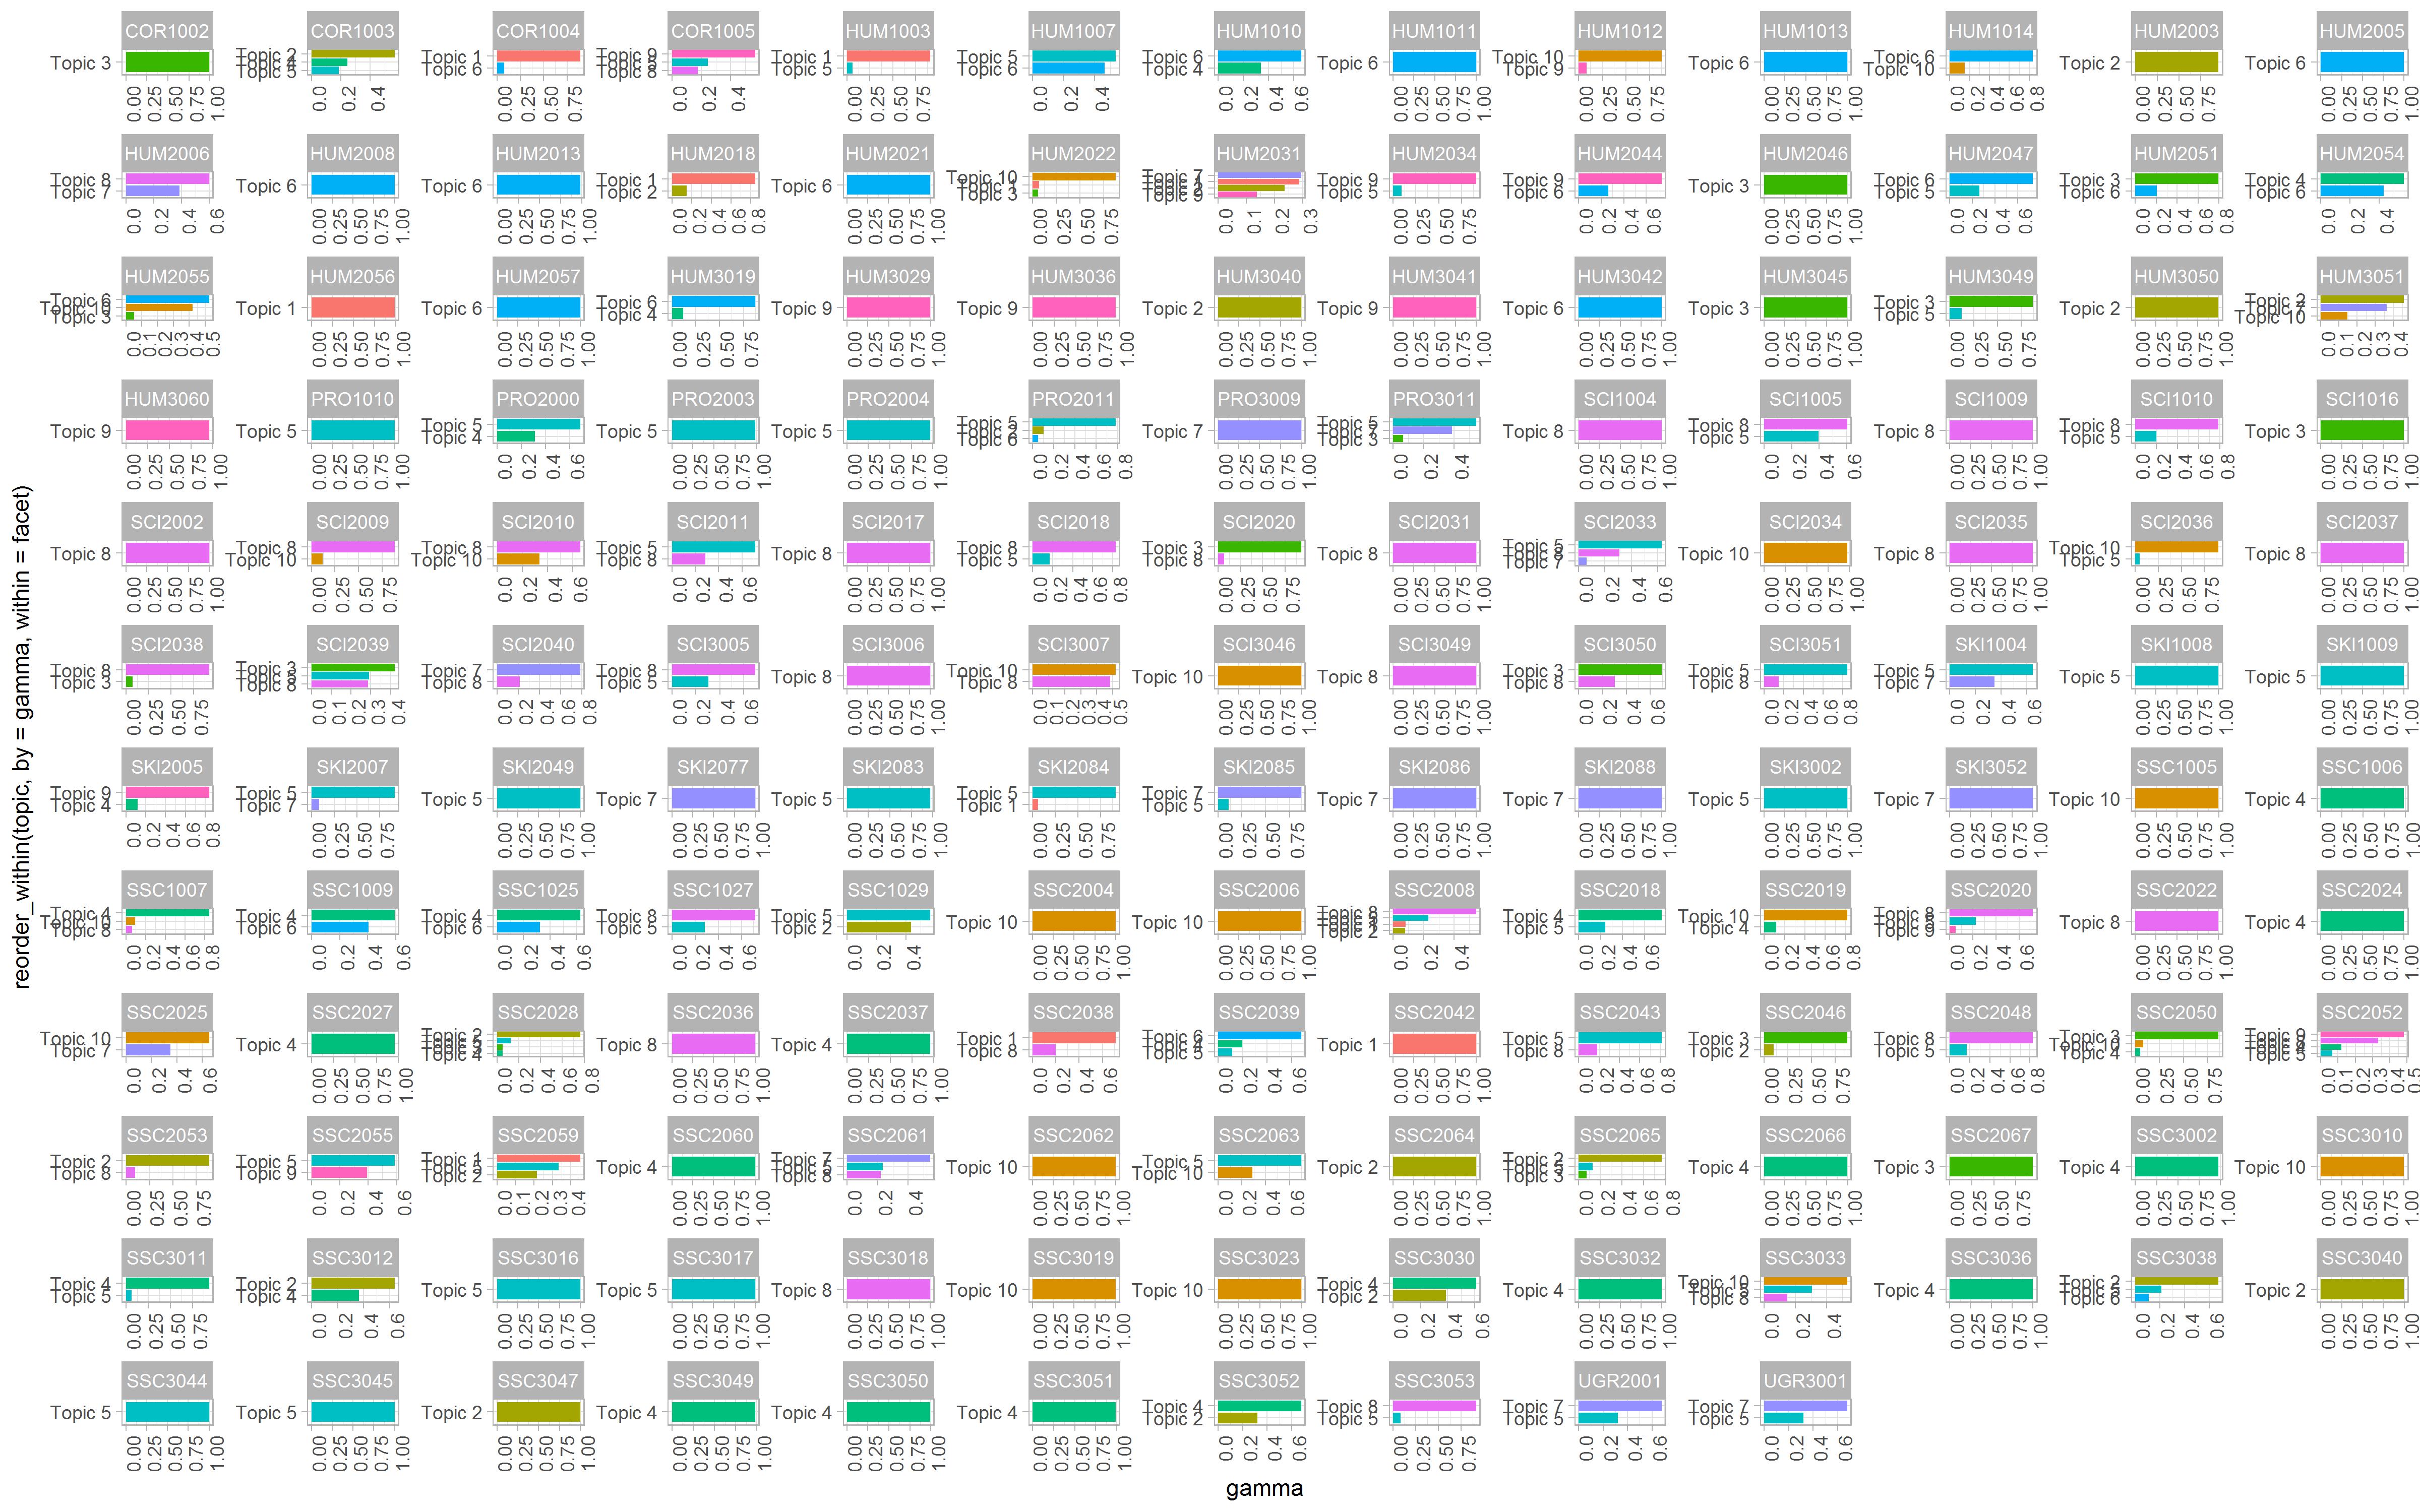 COR1002 COR1003 COR1004 COR1005 HUM1003 HUM1007 HUM1010 HUM1011 HUM1012 HUM1013 HUM1014 HUM2003 HUM2005
Topic 3 Topic 2 Topic 5 Topic 1 Topic 6 Topic 9 Topic 8 Topic 1 Topic 5 Topic 5 Topic 6 Topic 6 Topic 4 Topic 6 Topic 10 Topic 9 Topic 6 Topic 6 Topic 10 Topic 2 Topic 6
0.00 0.25 0.50 0.75 1.00 0.0 0.2 0.4 0.00 0.25 0.50 0.75 0.0 0.2 0.4 0.00 0.25 0.50 0.75 0.0 0.2 0.4 0.0 0.2 0.4 0.6 0.00 0.25 0.50 0.75 1.00 0.00 0.25 0.50 0.75 0.00 0.25 0.50 0.75 1.00 0.0 0.2 0.4 0.6 0.8 0.00 0.25 0.50 0.75 0.00 0.25 0.50 0.75 1.00
HUM2006 HUM2008 HUM2013 HUM2018 HUM2021 HUM2022 HUM2031 HUM2034 HUM2044 HUM2046 HUM2047 HUM2051 HUM2054
Topic 8 Topic 7 Topic 6 Topic 6 Topic 1 Topic 2 Topic 6 Topic 10 Topic 1 Topic 3 Topic 7 Topic 9 Topic 9 Topic 5 Topic 9 Topic 6 Topic 3 Topic 6 Topic 5 Topic 3 Topic 6 Topic 4 Topic 6
0.0 0.2 0.4 0.6 0.00 0.25 0.50 0.75 1.00 0.00 0.25 0.50 0.75 1.00 0.0 0.2 0.4 0.6 0.8 0.00 0.25 0.50 0.75 1.00 0.00 0.25 0.50 0.75 0.0 0.1 0.2 0.3 0.00 0.25 0.50 0.75 0.0 0.2 0.4 0.6 0.00 0.25 0.50 0.75 1.00 0.0 0.2 0.4 0.6 0.0 0.2 0.4 0.6 0.8 0.0 0.2 0.4
HUM2055 HUM2056 HUM2057 HUM3019 HUM3029 HUM3036 HUM3040 HUM3041 HUM3042 HUM3045 HUM3049 HUM3050 HUM3051
Topic 6 Topic 10 Topic 3 Topic 1 Topic 6 Topic 6 Topic 4 Topic 9 Topic 9 Topic 2 Topic 9 Topic 6 Topic 3 Topic 3 Topic 5 Topic 2 Topic 2 Topic 7 Topic 10
0.0 0.1 0.2 0.3 0.4 0.5 0.00 0.25 0.50 0.75 1.00 0.00 0.25 0.50 0.75 1.00 0.00 0.25 0.50 0.75 0.00 0.25 0.50 0.75 1.00 0.00 0.25 0.50 0.75 1.00 0.00 0.25 0.50 0.75 1.00 0.00 0.25 0.50 0.75 1.00 0.00 0.25 0.50 0.75 1.00 0.00 0.25 0.50 0.75 1.00 0.00 0.25 0.50 0.75 0.00 0.25 0.50 0.75 1.00 0.0 0.1 0.2 0.3 0.4
HUM3060 PRO1010 PRO2000 PRO2003 PRO2004 PRO2011 PRO3009 PRO3011 SCI1004 SCI1005 SCI1009 SCI1010 SCI1016
Topic 9 Topic 5 Topic 5 Topic 4 Topic 5 Topic 5 Topic 5 Topic 2 Topic 6 Topic 7 Topic 5 Topic 7 Topic 3 Topic 8 Topic 8 Topic 5 Topic 8 Topic 8 Topic 5 Topic 3
0.00 0.25 0.50 0.75 1.00 0.00 0.25 0.50 0.75 1.00 0.0 0.2 0.4 0.6 0.00 0.25 0.50 0.75 1.00 0.00 0.25 0.50 0.75 1.00 0.0 0.2 0.4 0.6 0.8 0.00 0.25 0.50 0.75 1.00 0.0 0.2 0.4 0.00 0.25 0.50 0.75 1.00 0.0 0.2 0.4 0.6 0.00 0.25 0.50 0.75 1.00 0.0 0.2 0.4 0.6 0.8 0.00 0.25 0.50 0.75 1.00
reorder_within(topic, by = gamma, within = facet)
SCI2002 SCI2009 SCI2010 SCI2011 SCI2017 SCI2018 SCI2020 SCI2031 SCI2033 SCI2034 SCI2035 SCI2036 SCI2037
Topic 8 Topic 8 Topic 10 Topic 8 Topic 10 Topic 5 Topic 8 Topic 8 Topic 8 Topic 5 Topic 3 Topic 8 Topic 8 Topic 5 Topic 8 Topic 7 Topic 10 Topic 8 Topic 10 Topic 5 Topic 8
0.00 0.25 0.50 0.75 1.00 0.00 0.25 0.50 0.75 0.0 0.2 0.4 0.6 0.0 0.2 0.4 0.6 0.00 0.25 0.50 0.75 1.00 0.0 0.2 0.4 0.6 0.8 0.00 0.25 0.50 0.75 0.00 0.25 0.50 0.75 1.00 0.0 0.2 0.4 0.6 0.00 0.25 0.50 0.75 1.00 0.00 0.25 0.50 0.75 1.00 0.00 0.25 0.50 0.75 0.00 0.25 0.50 0.75 1.00
SCI2038 SCI2039 SCI2040 SCI3005 SCI3006 SCI3007 SCI3046 SCI3049 SCI3050 SCI3051 SKI1004 SKI1008 SKI1009
Topic 8 Topic 3 Topic 3 Topic 5 Topic 8 Topic 7 Topic 8 Topic 8 Topic 5 Topic 8 Topic 10 Topic 8 Topic 10 Topic 8 Topic 3 Topic 8 Topic 5 Topic 8 Topic 5 Topic 7 Topic 5 Topic 5
0.00 0.25 0.50 0.75 0.0 0.1 0.2 0.3 0.4 0.0 0.2 0.4 0.6 0.8 0.0 0.2 0.4 0.6 0.00 0.25 0.50 0.75 1.00 0.0 0.1 0.2 0.3 0.4 0.5 0.00 0.25 0.50 0.75 1.00 0.00 0.25 0.50 0.75 1.00 0.0 0.2 0.4 0.6 0.0 0.2 0.4 0.6 0.8 0.0 0.2 0.4 0.6 0.00 0.25 0.50 0.75 1.00 0.00 0.25 0.50 0.75 1.00
SKI2005 SKI2007 SKI2049 SKI2077 SKI2083 SKI2084 SKI2085 SKI2086 SKI2088 SKI3002 SKI3052 SSC1005 SSC1006
Topic 9 Topic 4 Topic 5 Topic 7 Topic 5 Topic 7 Topic 5 Topic 5 Topic 1 Topic 7 Topic 5 Topic 7 Topic 7 Topic 5 Topic 7 Topic 10 Topic 4
0.0 0.2 0.4 0.6 0.8 0.00 0.25 0.50 0.75 0.00 0.25 0.50 0.75 1.00 0.00 0.25 0.50 0.75 1.00 0.00 0.25 0.50 0.75 1.00 0.00 0.25 0.50 0.75 0.00 0.25 0.50 0.75 0.00 0.25 0.50 0.75 1.00 0.00 0.25 0.50 0.75 1.00 0.00 0.25 0.50 0.75 1.00 0.00 0.25 0.50 0.75 1.00 0.00 0.25 0.50 0.75 1.00 0.00 0.25 0.50 0.75 1.00
SSC1007 SSC1009 SSC1025 SSC1027 SSC1029 SSC2004 SSC2006 SSC2008 SSC2018 SSC2019 SSC2020 SSC2022 SSC2024
Topic 4 Topic 10 Topic 8 Topic 4 Topic 6 Topic 4 Topic 6 Topic 8 Topic 5 Topic 5 Topic 2 Topic 10 Topic 10 Topic 8 Topic 2 Topic 4 Topic 5 Topic 10 Topic 4 Topic 8 Topic 5 Topic 9 Topic 8 Topic 4
0.0 0.2 0.4 0.6 0.8 0.0 0.2 0.4 0.6 0.0 0.2 0.4 0.6 0.0 0.2 0.4 0.6 0.0 0.2 0.4 0.00 0.25 0.50 0.75 1.00 0.00 0.25 0.50 0.75 1.00 0.0 0.2 0.4 0.0 0.2 0.4 0.6 0.0 0.2 0.4 0.6 0.8 0.0 0.2 0.4 0.6 0.00 0.25 0.50 0.75 1.00 0.00 0.25 0.50 0.75 1.00
SSC2025 SSC2027 SSC2028 SSC2036 SSC2037 SSC2038 SSC2039 SSC2042 SSC2043 SSC2046 SSC2048 SSC2050 SSC2052
Topic 10 Topic 7 Topic 4 Topic 2 Topic 4 Topic 8 Topic 4 Topic 1 Topic 8 Topic 6 Topic 4 Topic 5 Topic 1 Topic 5 Topic 8 Topic 3 Topic 2 Topic 8 Topic 5 Topic 3 Topic 10 Topic 4 Topic 9 Topic 5
0.0 0.2 0.4 0.6 0.00 0.25 0.50 0.75 1.00 0.0 0.2 0.4 0.6 0.8 0.00 0.25 0.50 0.75 1.00 0.00 0.25 0.50 0.75 1.00 0.0 0.2 0.4 0.6 0.0 0.2 0.4 0.6 0.00 0.25 0.50 0.75 1.00 0.0 0.2 0.4 0.6 0.8 0.00 0.25 0.50 0.75 0.0 0.2 0.4 0.6 0.8 0.00 0.25 0.50 0.75 0.0 0.1 0.2 0.3 0.4 0.5
SSC2053 SSC2055 SSC2059 SSC2060 SSC2061 SSC2062 SSC2063 SSC2064 SSC2065 SSC2066 SSC2067 SSC3002 SSC3010
Topic 2 Topic 8 Topic 5 Topic 9 Topic 1 Topic 5 Topic 2 Topic 4 Topic 7 Topic 5 Topic 8 Topic 10 Topic 5 Topic 10 Topic 2 Topic 2 Topic 5 Topic 3 Topic 4 Topic 3 Topic 4 Topic 10
0.00 0.25 0.50 0.75 0.0 0.2 0.4 0.6 0.0 0.1 0.2 0.3 0.4 0.00 0.25 0.50 0.75 1.00 0.0 0.2 0.4 0.00 0.25 0.50 0.75 1.00 0.0 0.2 0.4 0.6 0.00 0.25 0.50 0.75 1.00 0.0 0.2 0.4 0.6 0.8 0.00 0.25 0.50 0.75 1.00 0.00 0.25 0.50 0.75 0.00 0.25 0.50 0.75 1.00 0.00 0.25 0.50 0.75 1.00
SSC3011 SSC3012 SSC3016 SSC3017 SSC3018 SSC3019 SSC3023 SSC3030 SSC3032 SSC3033 SSC3036 SSC3038 SSC3040
Topic 4 Topic 5 Topic 2 Topic 4 Topic 5 Topic 5 Topic 8 Topic 10 Topic 10 Topic 4 Topic 2 Topic 4 Topic 10 Topic 5 Topic 8 Topic 4 Topic 2 Topic 5 Topic 6 Topic 2
0.00 0.25 0.50 0.75 0.0 0.2 0.4 0.6 0.00 0.25 0.50 0.75 1.00 0.00 0.25 0.50 0.75 1.00 0.00 0.25 0.50 0.75 1.00 0.00 0.25 0.50 0.75 1.00 0.00 0.25 0.50 0.75 1.00 0.0 0.2 0.4 0.6 0.00 0.25 0.50 0.75 1.00 0.0 0.2 0.4 0.00 0.25 0.50 0.75 1.00 0.0 0.2 0.4 0.6 0.00 0.25 0.50 0.75 1.00
SSC3044 SSC3045 SSC3047 SSC3049 SSC3050 SSC3051 SSC3052 SSC3053 UGR2001 UGR3001
Topic 5 Topic 5 Topic 2 Topic 4 Topic 4 Topic 4 Topic 4 Topic 2 Topic 8 Topic 5 Topic 7 Topic 5 Topic 7 Topic 5
0.00 0.25 0.50 0.75 1.00 0.00 0.25 0.50 0.75 1.00 0.00 0.25 0.50 0.75 1.00 0.00 0.25 0.50 0.75 1.00 0.00 0.25 0.50 0.75 1.00 0.00 0.25 0.50 0.75 1.00 0.0 0.2 0.4 0.6 0.00 0.25 0.50 0.75 0.0 0.2 0.4 0.6 0.0 0.2 0.4 0.6
gamma